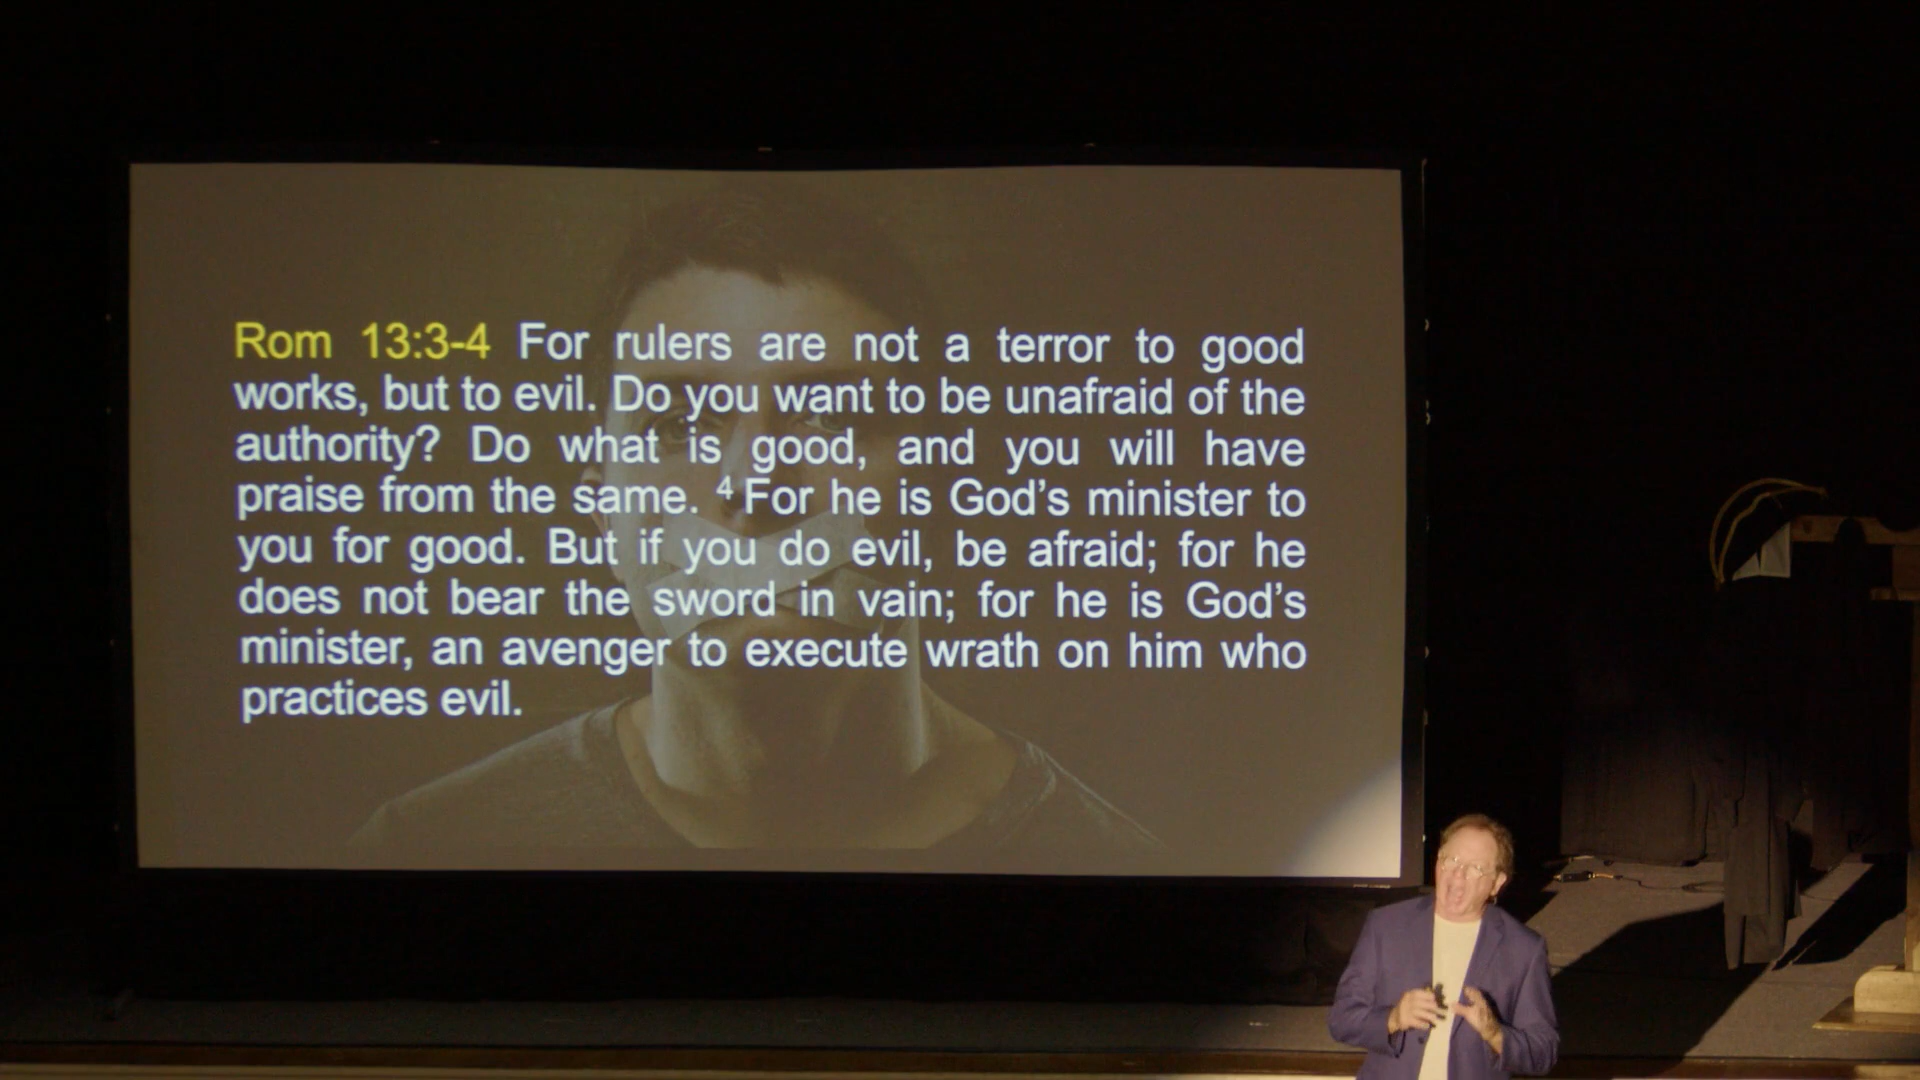 Rom 13:3-4 For rulers are not a terror to good
works, but to evil. Do you want to be unafraid of the
authority? Do what is good, and you will have
praise from the same. ⁴ For he is God’s minister to
you for good. But if you do evil, be afraid; for he
does not bear the sword in vain; for he is God’s
minister, an avenger to execute wrath on him who
practices evil.